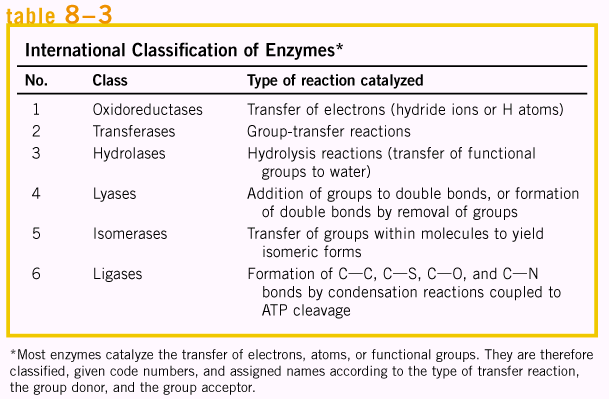 table 8–3
International Classification of Enzymes*
No. Class Type of reaction catalyzed
1 Oxidoreductases Transfer of electrons (hydride ions or H atoms)
2 Transferases Group-transfer reactions
3 Hydrolases Hydrolysis reactions (transfer of functional
groups to water)
4 Lyases Addition of groups to double bonds, or formation
of double bonds by removal of groups
5 Isomerases Transfer of groups within molecules to yield
isomeric forms
6 Ligases Formation of C—C, C—S, C—O, and C—N
bonds by condensation reactions coupled to
ATP cleavage
*Most enzymes catalyze the transfer of electrons, atoms, or functional groups. They are therefore
classified, given code numbers, and assigned names according to the type of transfer reaction,
the group donor, and the group acceptor.